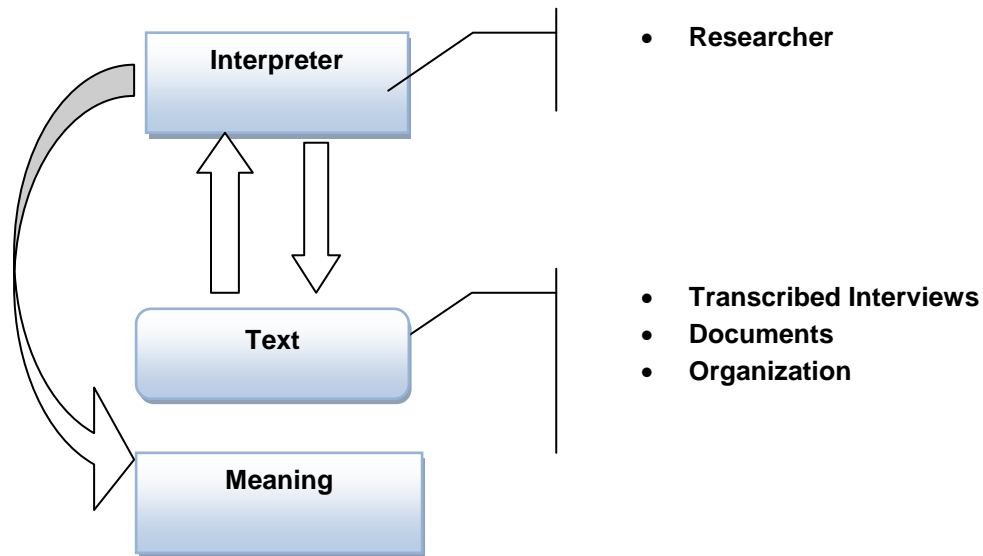 Interpreter
• Researcher
Text
• Transcribed Interviews
• Documents
• Organization
Meaning